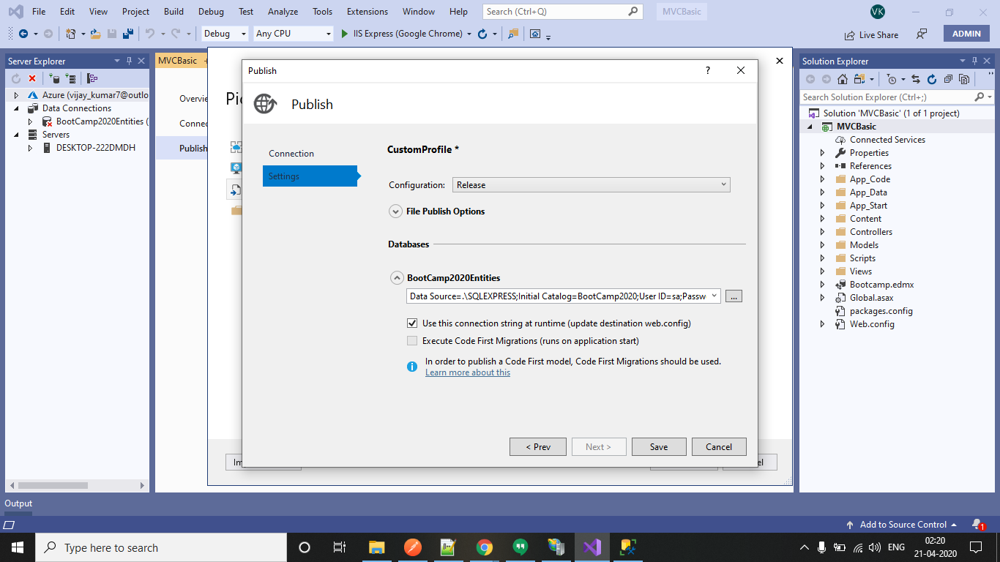 File Edit View Project Build Debug Test Analyze Tools Extensions Window Help Search (Ctrl+Q) MVCBasic VK
Debug Any CPU IIS Express (Google Chrome) Live Share ADMIN
Server Explorer
Azure (vijay_kumar7@outlo
Data Connections
BootCamp2020Entities (
Servers
DESKTOP-222DMDH
MVCBasic
Overvie
Connec
Publish
Pic
Publish ?
Publish
Connection
Settings
CustomProfile *
Configuration: Release
File Publish Options
Databases
BootCamp2020Entities
Data Source=.\SQLEXPRESS;Initial Catalog=BootCamp2020;User ID=sa;Passw ...
Use this connection string at runtime (update destination web.config)
Execute Code First Migrations (runs on application start)
In order to publish a Code First model, Code First Migrations should be used.
Learn more about this
< Prev Next > Save Cancel
Im
el
Solution Explorer
Search Solution Explorer (Ctrl+;)
Solution 'MVCBasic' (1 of 1 project)
MVCBasic
Connected Services
Properties
References
App_Code
App_Data
App_Start
Content
Controllers
Models
Scripts
Views
Bootcamp.edmx
Global.asax
packages.config
Web.config
Output
Add to Source Control 1
Type here to search
ENG 02:20
21-04-2020